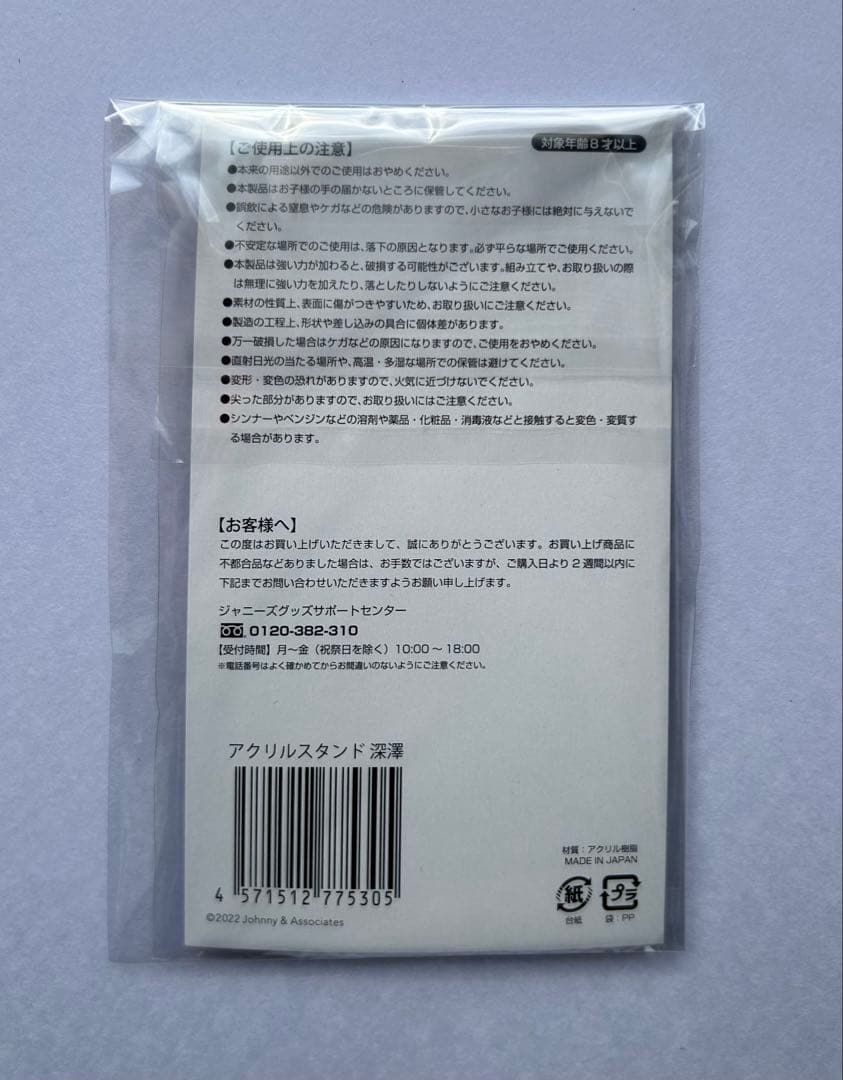 【ご使用上の注意】
対象年齢8才以上
●本来の用途以外でのご使用はおやめください。
●本製品はお子様の手の届かないところに保管してください。
●誤飲による窒息やケガなどの危険がありますので、小さなお子様には絶対に与えないで
ください。
●不安定な場所でのご使用は、落下の原因となります。必ず平らな場所でご使用ください。
●本製品は強い力が加わると、破損する可能性がございます。組み立てや、お取り扱いの際
は無理に強い力を加えたり、落としたりしないようにご注意ください。
●素材の性質上、表面に傷がつきやすいため、お取り扱いにご注意ください。
●製造の工程上、形状や差し込みの具合に個体差があります。
●万一破損した場合はケガなどの原因になりますので、ご使用をおやめください。
●直射日光の当たる場所や、高温・多湿な場所での保管は避けてください。
●変形・変色の恐れがありますので、火気に近づけないでください。
●尖った部分がありますので、お取り扱いにはご注意ください。
●シンナーやベンジンなどの溶剤や薬品・化粧品・消毒液などと接触すると変色・変質す
る場合があります。
【お客様へ】
この度はお買い上げいただきまして、誠にありがとうございます。お買い上げ商品に
不都合品などありました場合は、お手数ではございますが、ご購入日より2週間以内に
下記までお問い合わせいただきますようお願い申し上げます。
ジャニーズグッズサポートセンター
0120-382-310
【受付時間】月～金（祝祭日を除く）10:00～18:00
※電話番号はよく確かめてからお間違いのないようにご注意ください。
アクリルスタンド 深澤
4 571512 775305
©2022 Johnny & Associates
材質：アクリル樹脂
MADE IN JAPAN
紙 プラ
台紙 袋：PP